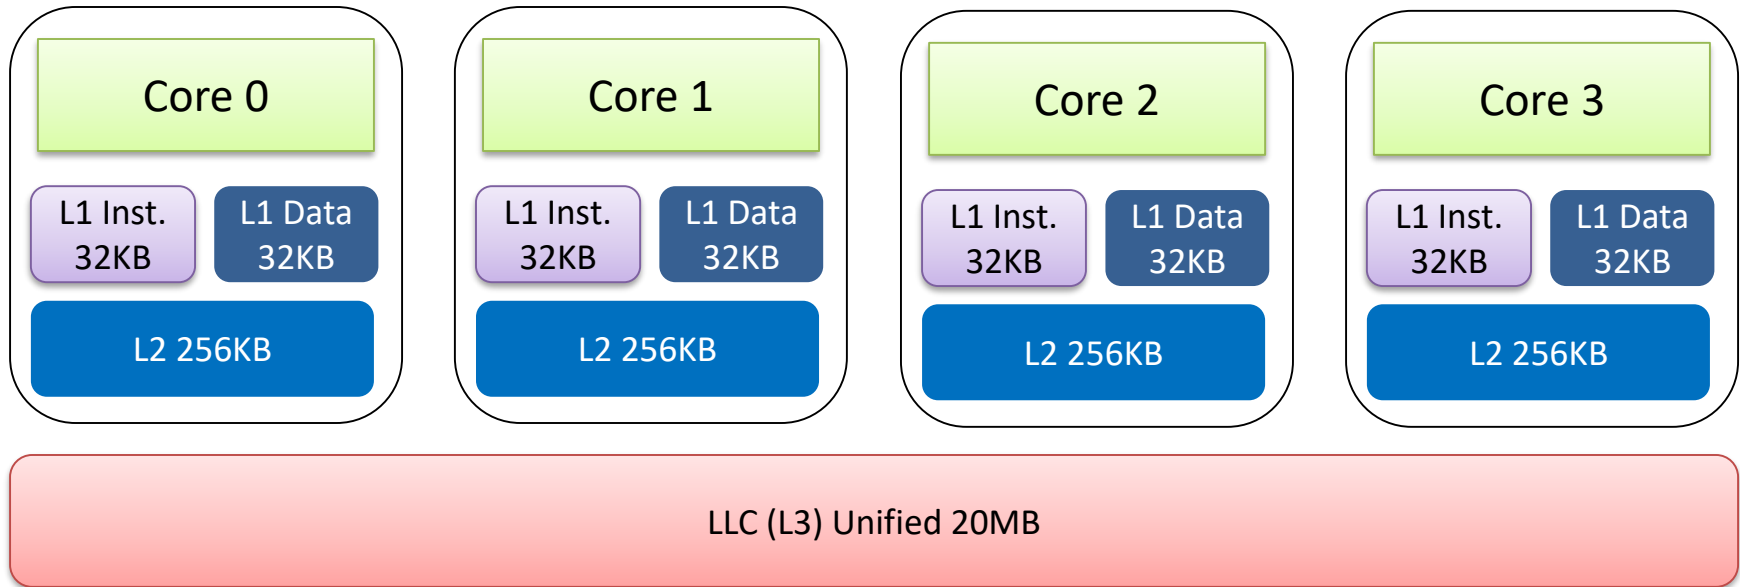 Core 0
L1 Inst.
32KB
L1 Data
32KB
L2 256KB
Core 1
L1 Inst.
32KB
L1 Data
32KB
L2 256KB
Core 2
L1 Inst.
32KB
L1 Data
32KB
L2 256KB
Core 3
L1 Inst.
32KB
L1 Data
32KB
L2 256KB
LLC (L3) Unified 20MB